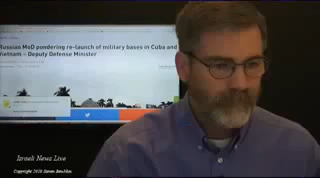 Russian MoD pondering re-launch of military bases in Cuba and
Vietnam – Deputy Defense Minister
Israeli News Live
Copyright 2016 Steven Ben-Nun